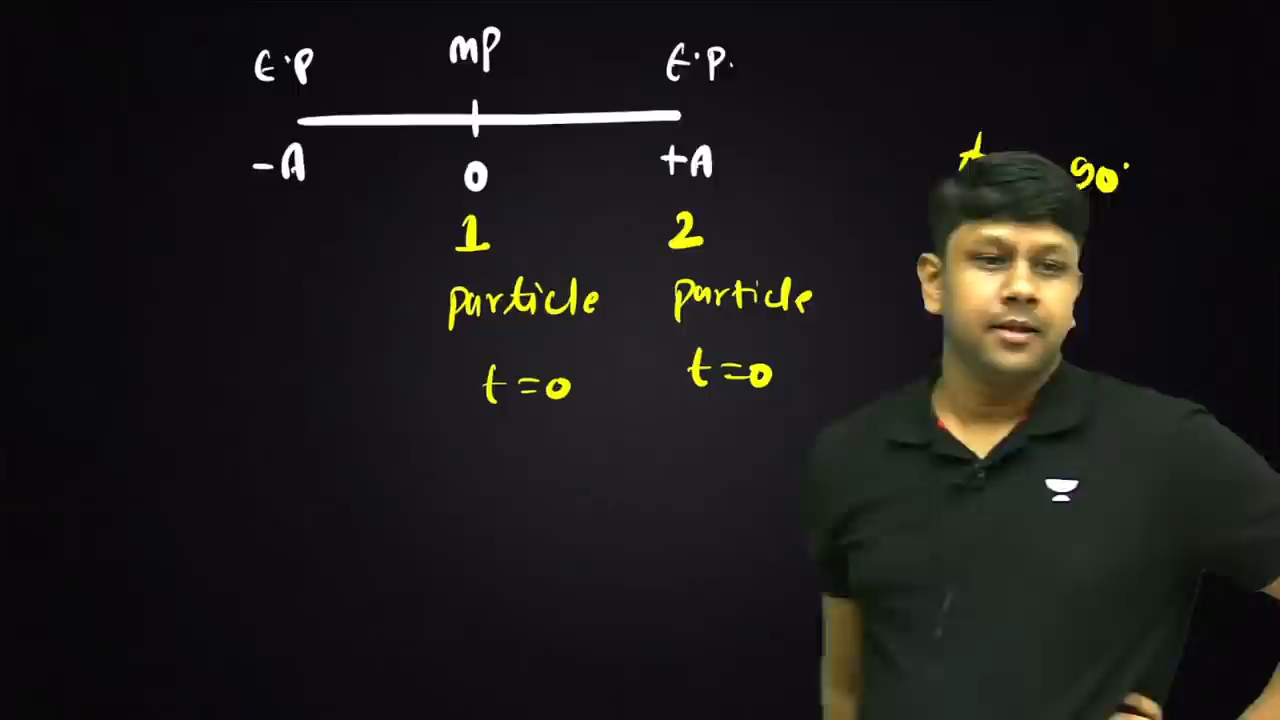 E.P MP E.P.
-A 0 +A
1 2
particle particle
t=0 t=0
90°